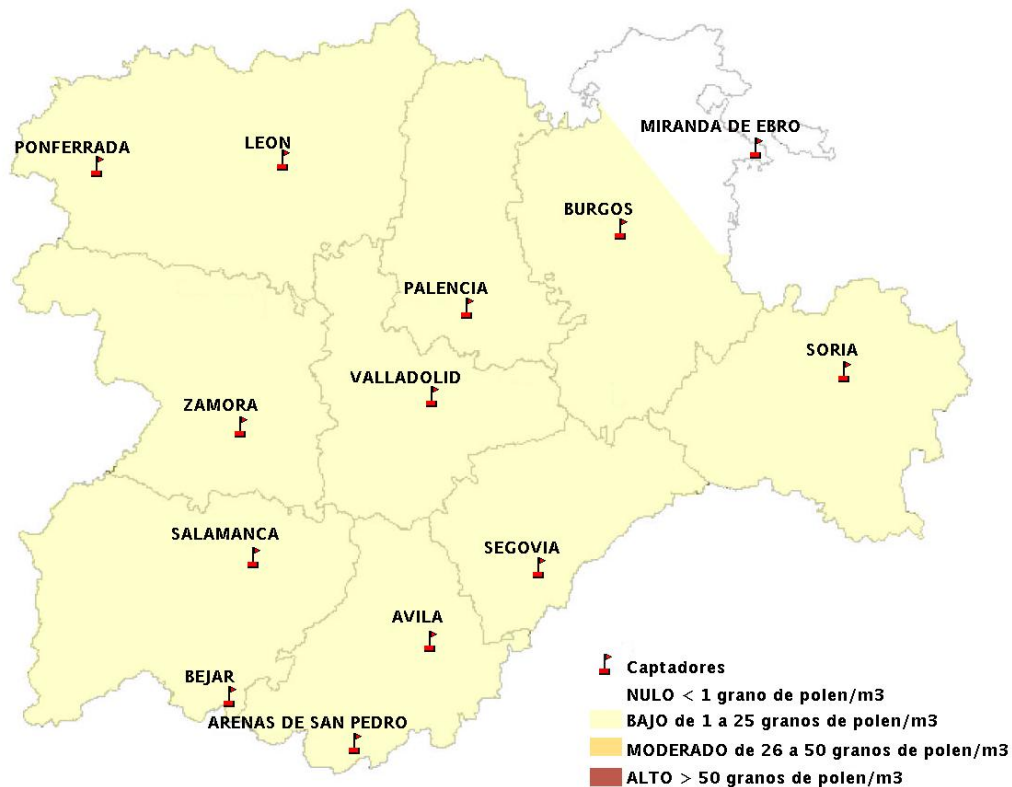 MIRANDA DE EBRO
PONFERRADA
LEON
BURGOS
PALENCIA
SORIA
VALLADOLID
ZAMORA
SALAMANCA
SEGOVIA
AVILA
BEJAR
ARENAS DE SAN PEDRO
Captadores
NULO < 1 grano de polen/m3
BAJO de 1 a 25 granos de polen/m3
MODERADO de 26 a 50 granos de polen/m3
ALTO > 50 granos de polen/m3